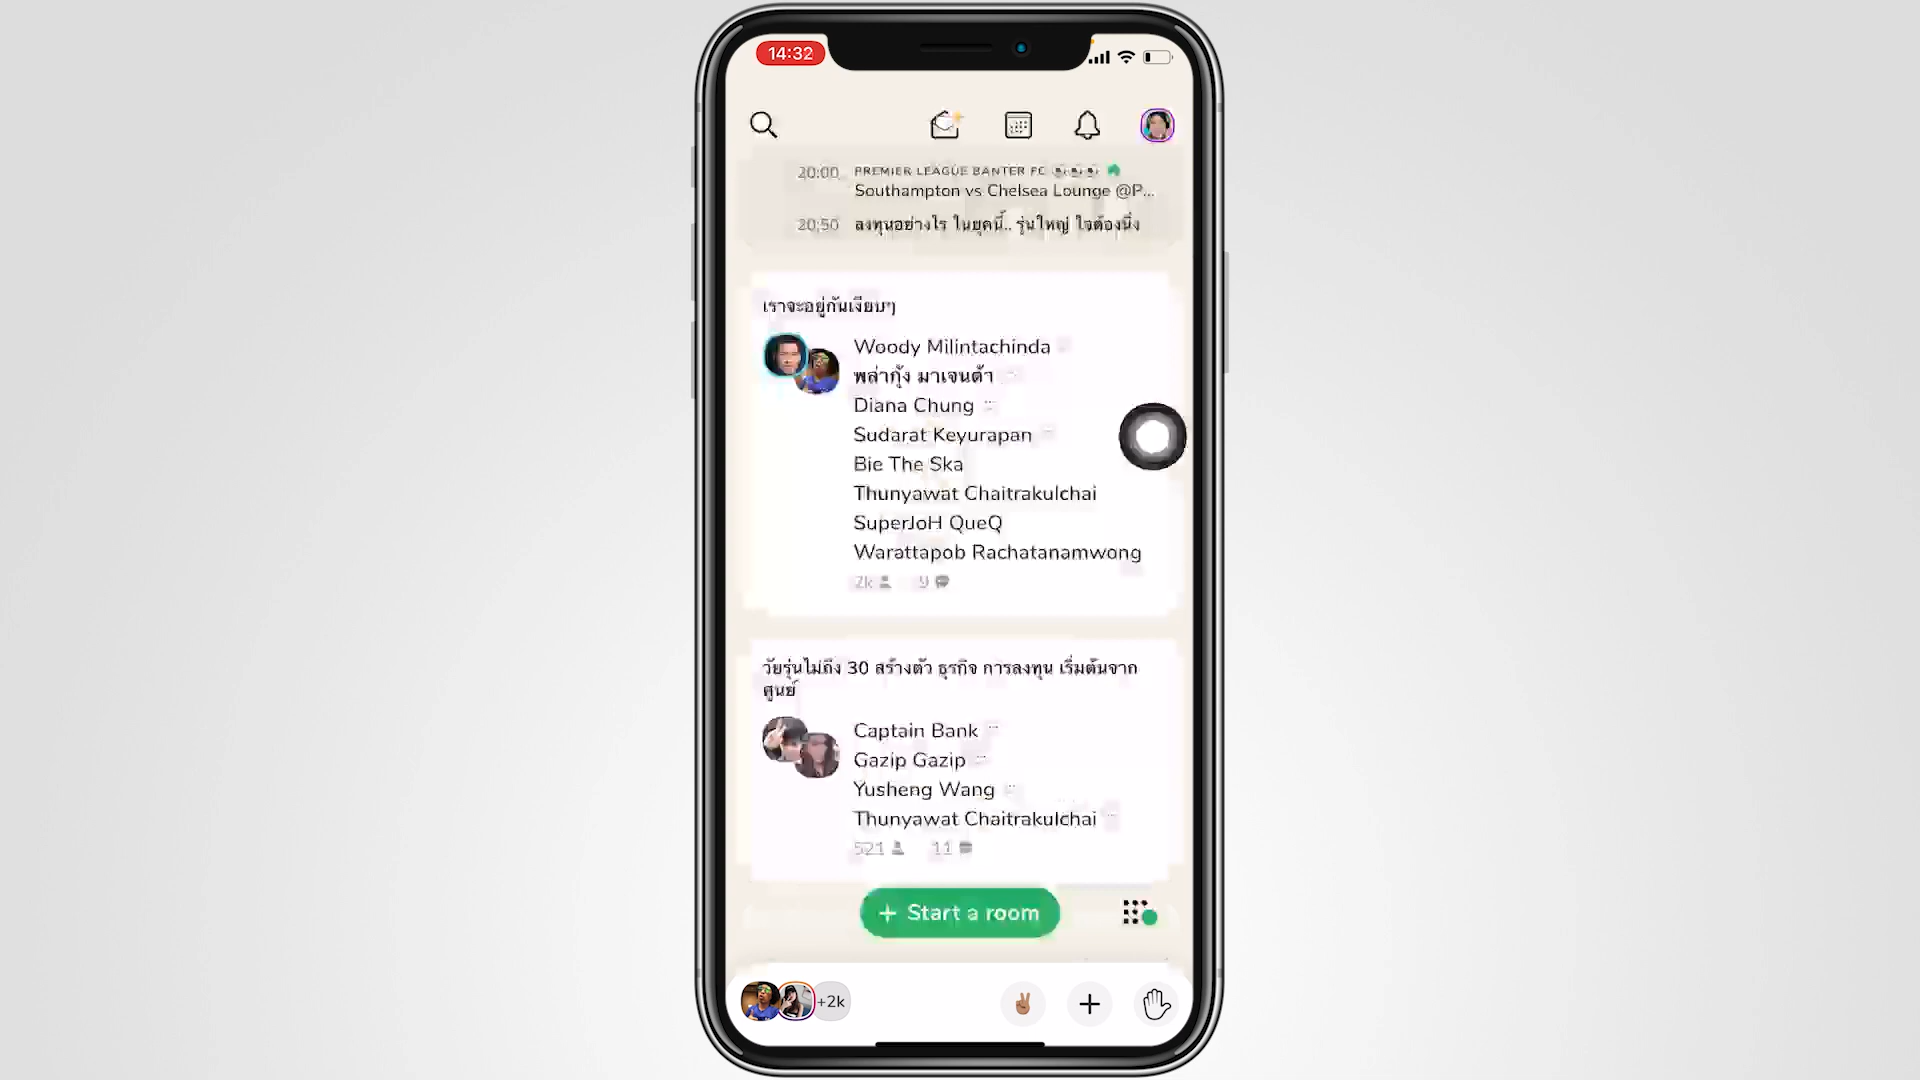 14:32
20:00 PREMIER LEAGUE BANTER FC
Southampton vs Chelsea Lounge @P...
20:50 ลงทุนอย่างไร ในยุคนี้.. รุ่นใหญ่ ใจต้องนิ่ง
เราจะอยู่กันเงียบๆ
Woody Milintachinda
พล่ากุ้ง มาเจนต้า
Diana Chung
Sudarat Keyurapan
Bie The Ska
Thunyawat Chaitrakulchai
SuperJoH QueQ
Warattapob Rachatanamwong
2k 9
วัยรุ่นไม่ถึง 30 สร้างตัว ธุรกิจ การลงทุน เริ่มต้นจาก
ศูนย์
Captain Bank
Gazip Gazip
Yusheng Wang
Thunyawat Chaitrakulchai
521 11
+ Start a room
+2k